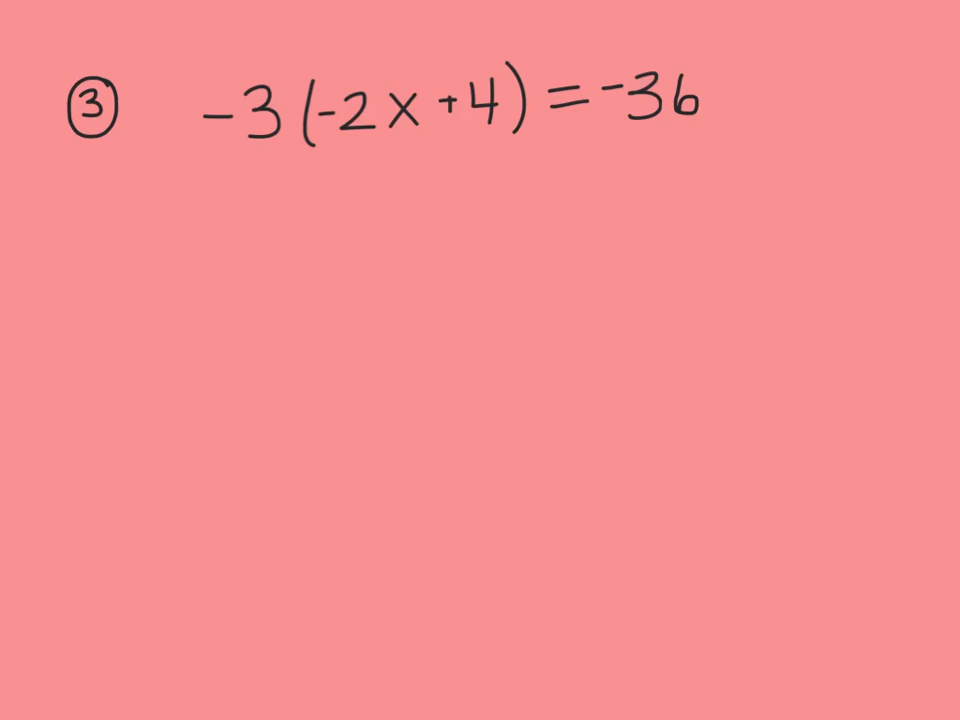 ③ -3(-2x+4) = -36